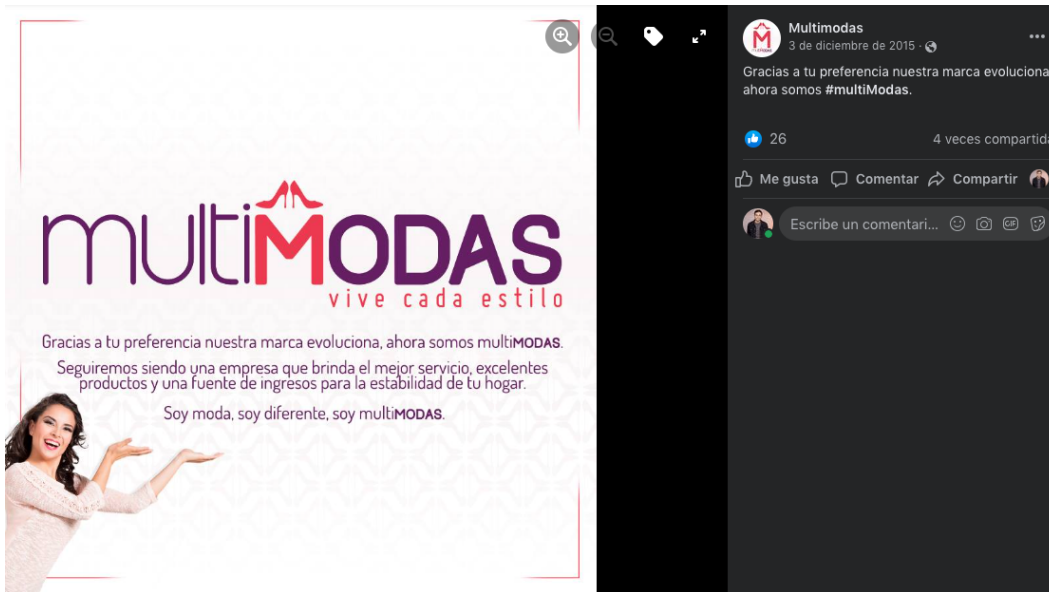 multiMODAS
vive cada estilo
Gracias a tu preferencia nuestra marca evoluciona, ahora somos multiMODAS.
Seguiremos siendo una empresa que brinda el mejor servicio, excelentes
productos y una fuente de ingresos para la estabilidad de tu hogar.
Soy moda, soy diferente, soy multiMODAS.
Multimodas
3 de diciembre de 2015 ·
Gracias a tu preferencia nuestra marca evoluciona
ahora somos #multiModas.
26
4 veces compartida
Me gusta
Comentar
Compartir
Escribe un comentari...
GIF